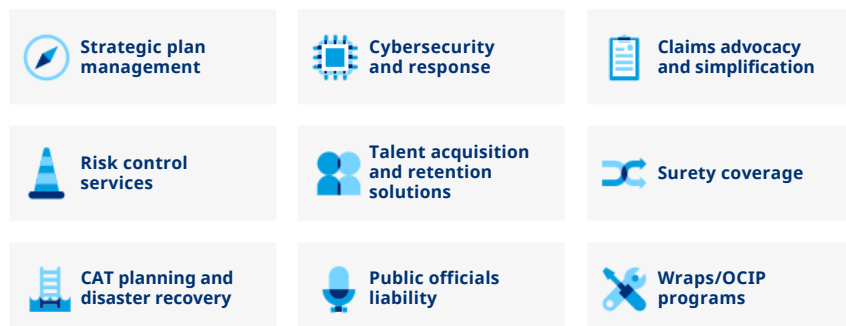 Strategic plan
management
Cybersecurity
and response
Claims advocacy
and simplification
Risk control
services
Talent acquisition
and retention
solutions
Surety coverage
CAT planning and
disaster recovery
Public officials
liability
Wraps/OCIP
programs